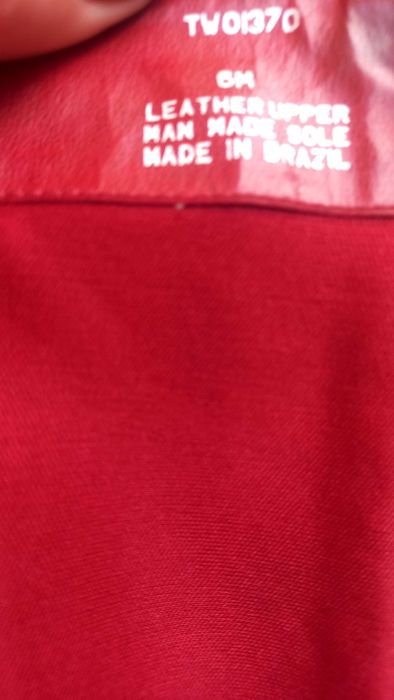 TW01370
6M
LEATHER UPPER
MAN MADE SOLE
MADE IN BRAZIL